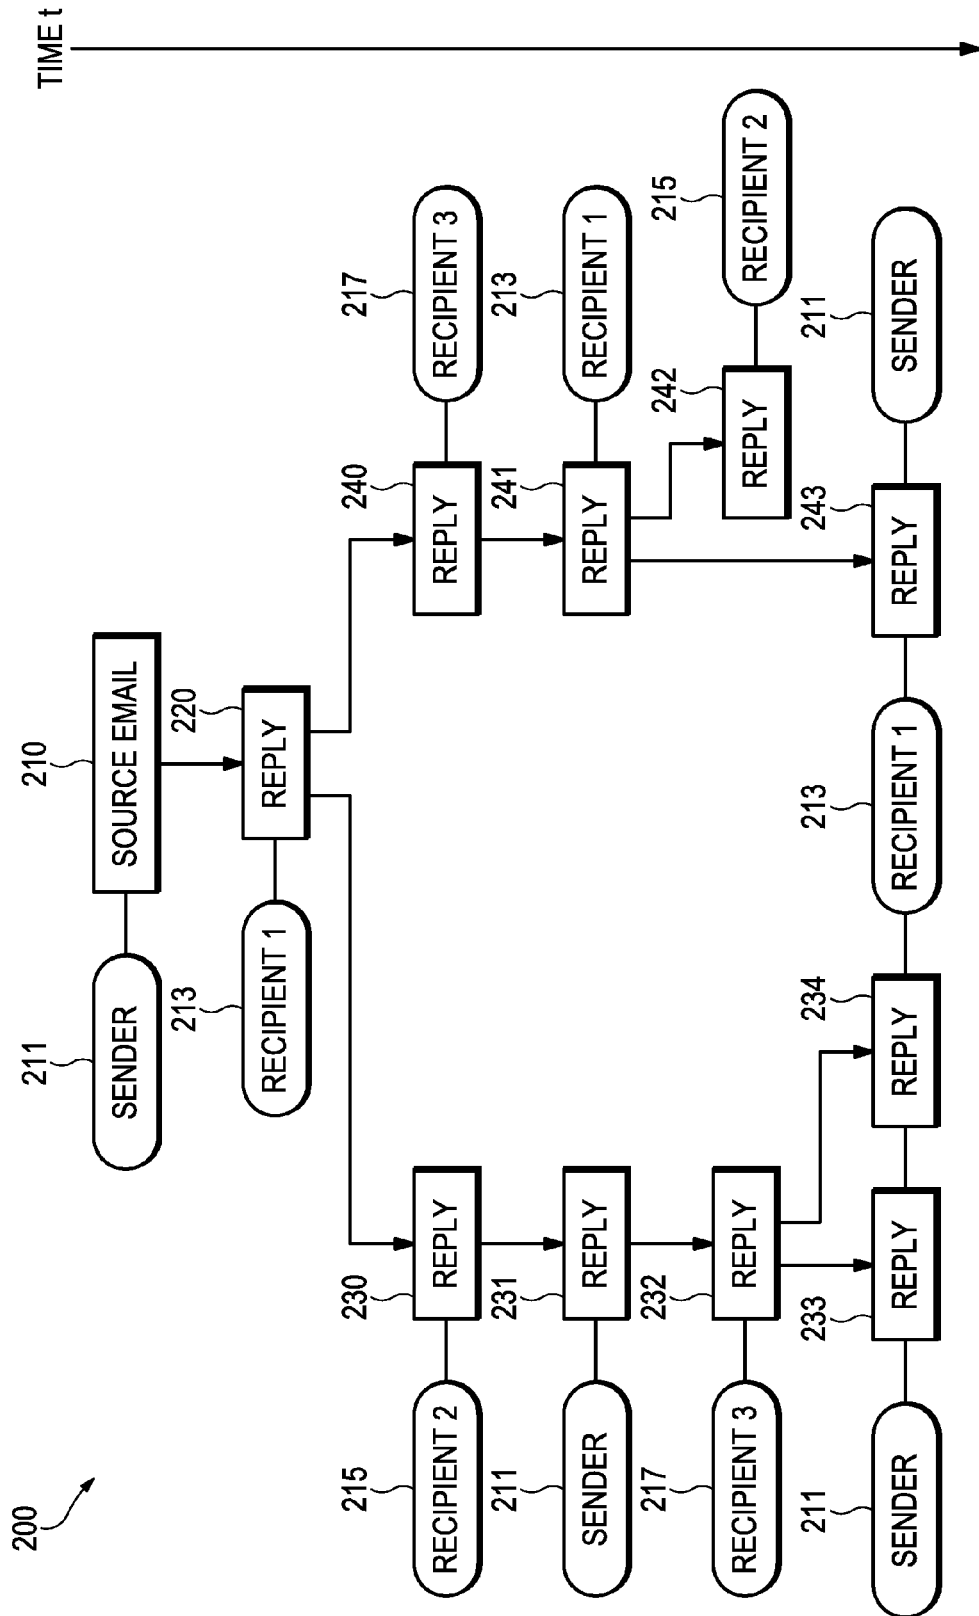 200
TIME t
210
SOURCE EMAIL
211
SENDER
220
REPLY
213
RECIPIENT 1
230
REPLY
215
RECIPIENT 2
240
REPLY
217
RECIPIENT 3
231
REPLY
211
SENDER
241
REPLY
213
RECIPIENT 1
232
REPLY
217
RECIPIENT 3
242
REPLY
215
RECIPIENT 2
211
SENDER
233
REPLY
234
REPLY
213
RECIPIENT 1
243
REPLY
211
SENDER